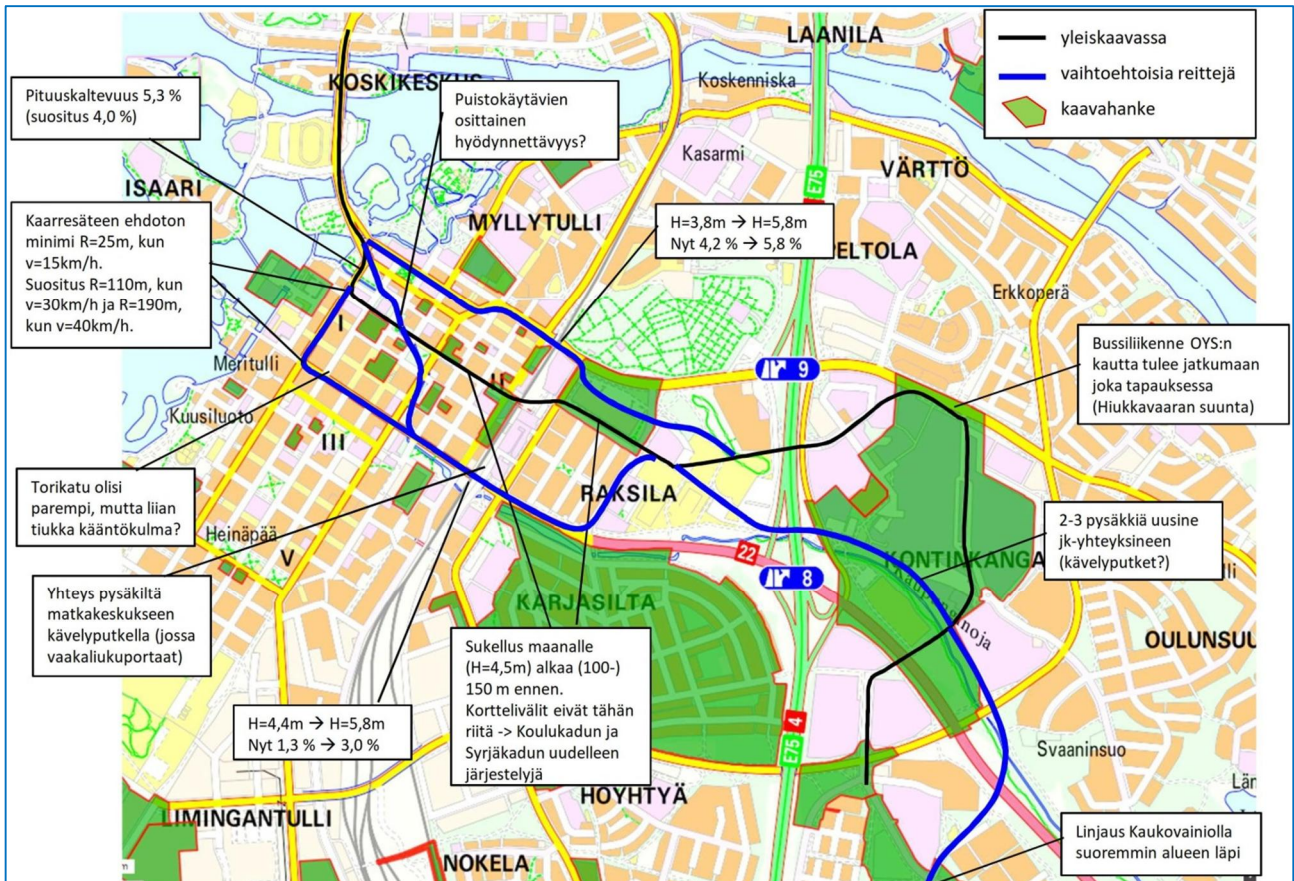 LAANILA
yleiskaavassa
vaihtoehtoisia reittejä
kaavahanke
Koskenniska
KOSKIKESKUS
Pituuskaltevuus 5,3 %
(suositus 4,0 %)
Puistokäytävien
osittainen
hyödynnettävyys?
Kasarmi
E75
VÄRTTÖ
ISAARI
MYLLYTULLI
Kaarresäteen ehdoton
minimi R=25m, kun
v=15km/h.
Suositus R=110m, kun
v=30km/h ja R=190m,
kun v=40km/h.
H=3,8m → H=5,8m
Nyt 4,2 % → 5,8 %
PELTOLA
Erkkoperä
I
Meritulli
9
Bussiliikenne OYS:n
kautta tulee jatkumaan
joka tapauksessa
(Hiukkavaaran suunta)
II
Kuusiluoto
III
Torikatu olisi
parempi, mutta liian
tiukka kääntökulma?
RAKSILA
Heinäpää
V
22
8
KONTINKANGA
2-3 pysäkkiä uusine
jk-yhteyksineen
(kävelyputket?)
KARJASILTA
OULUNSUU
Yhteys pysäkiltä
matkakeskukseen
kävelyputkella (jossa
vaakaliukuportaat)
Sukellus maanalle
(H=4,5m) alkaa (100-)
150 m ennen.
Korttelivälit eivät tähän
riitä -> Koulukadun ja
Syrjäkadun uudelleen
järjestelyjä
H=4,4m → H=5,8m
Nyt 1,3 % → 3,0 %
4
E75
Svaaninsuo
HÖYHTYÄ
LIMINGANTULLI
NOKELA
Linjaus Kaukovainiolla
suoremmin alueen läpi